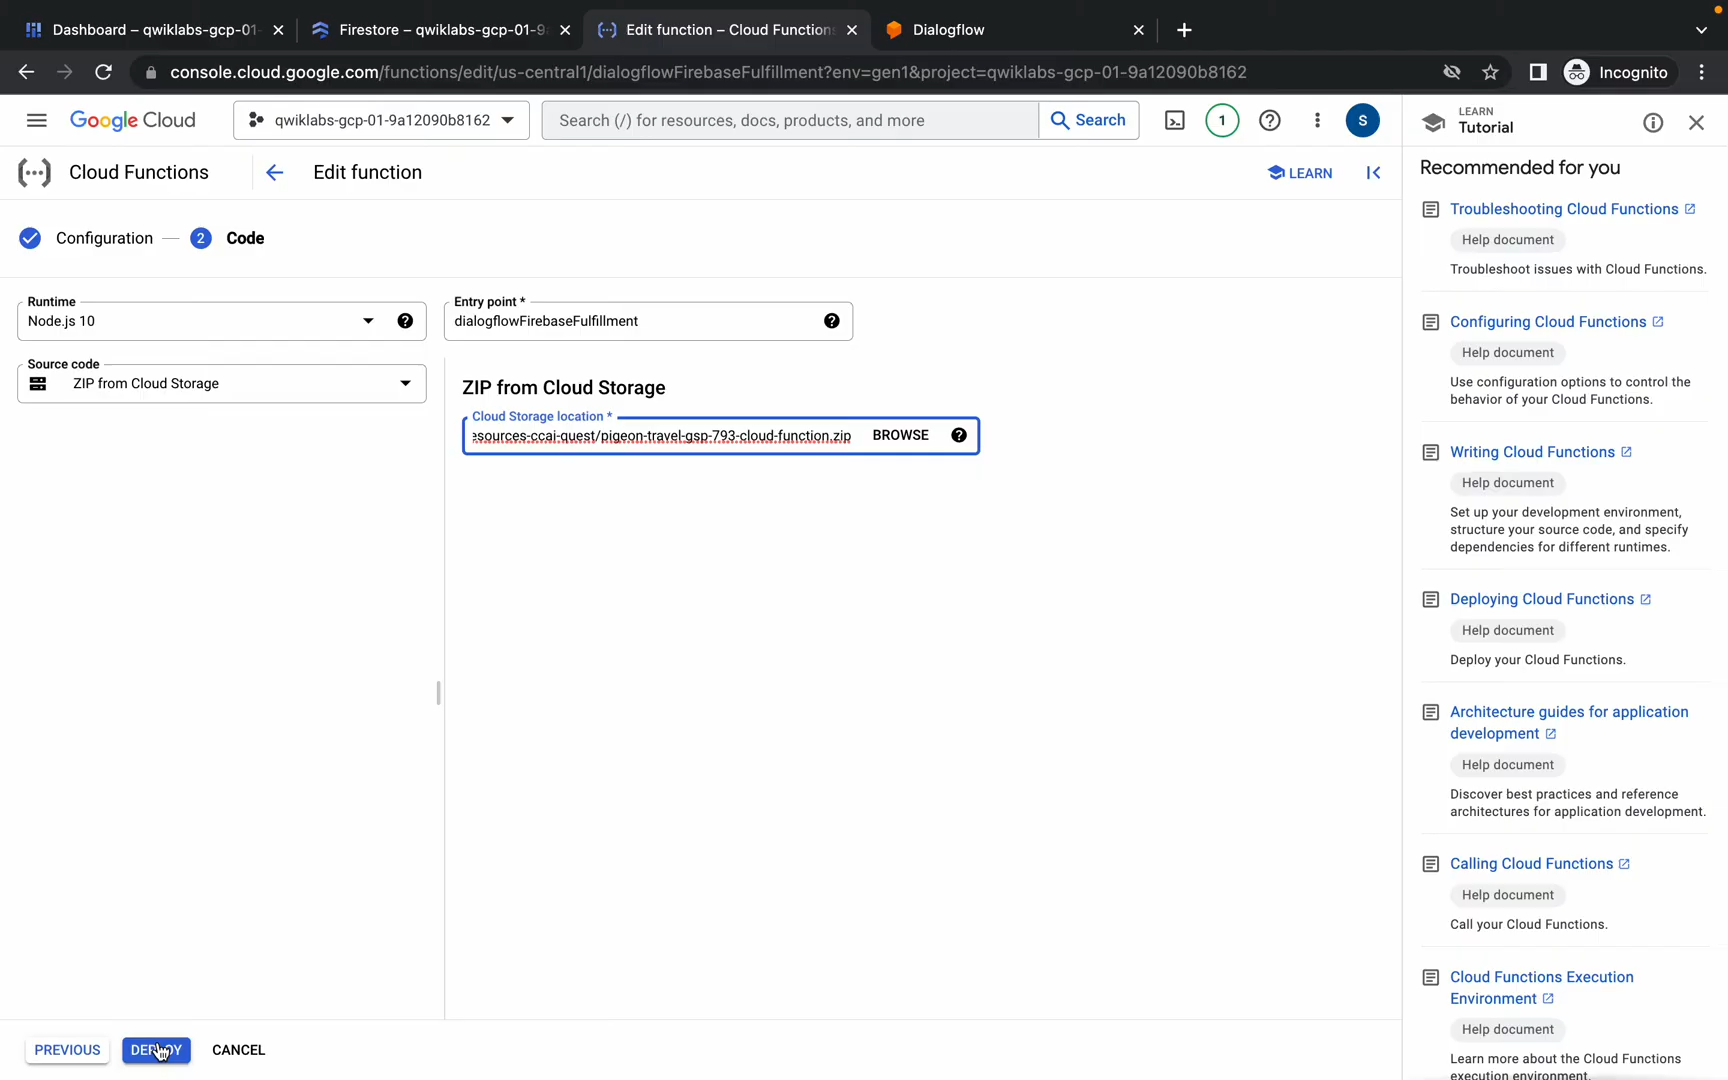 Dashboard – qwiklabs-gcp-01-
Firestore – qwiklabs-gcp-01-9
Edit function – Cloud Function
Dialogflow
console.cloud.google.com/functions/edit/us-central1/dialogflowFirebaseFulfillment?env=gen1&project=qwiklabs-gcp-01-9a12090b8162
Incognito
Google Cloud
qwiklabs-gcp-01-9a12090b8162
Search (/) for resources, docs, products, and more
Search
1
S
LEARN
Tutorial
Cloud Functions
Edit function
LEARN
Recommended for you
Configuration
2
Code
Runtime
Node.js 10
Entry point *
dialogflowFirebaseFulfillment
Source code
ZIP from Cloud Storage
ZIP from Cloud Storage
Cloud Storage location *
esources-ccai-quest/pigeon-travel-gsp-793-cloud-function.zip
BROWSE
Troubleshooting Cloud Functions
Help document
Troubleshoot issues with Cloud Functions.
Configuring Cloud Functions
Help document
Use configuration options to control the
behavior of your Cloud Functions.
Writing Cloud Functions
Help document
Set up your development environment,
structure your source code, and specify
dependencies for different runtimes.
Deploying Cloud Functions
Help document
Deploy your Cloud Functions.
Architecture guides for application
development
Help document
Discover best practices and reference
architectures for application development.
Calling Cloud Functions
Help document
Call your Cloud Functions.
Cloud Functions Execution
Environment
Help document
Learn more about the Cloud Functions
execution environment.
PREVIOUS
DEPLOY
CANCEL